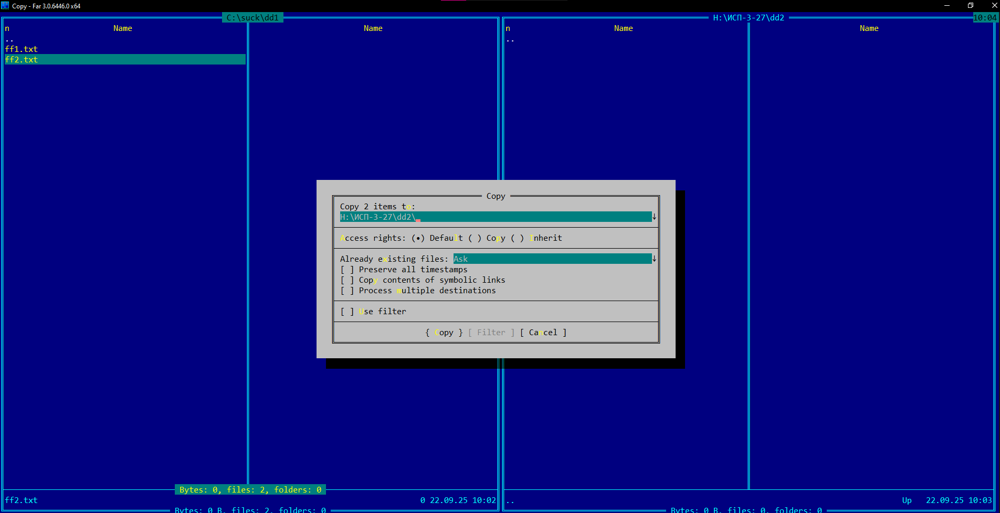 Copy - Far 3.0.6446.0 x64
C:\suck\dd1
H:\ИСП-3-27\dd2
10:04
n Name Name
n Name Name
..
..
ff1.txt
ff2.txt
Copy
Copy 2 items to:
H:\ИСП-3-27\dd2\
↓
Access rights: (•) Default ( ) Copy ( ) Inherit
Already existing files: Ask ↓
[ ] Preserve all timestamps
[ ] Copy contents of symbolic links
[ ] Process multiple destinations
[ ] Use filter
{ Copy } [ Filter ] [ Cancel ]
Bytes: 0, files: 2, folders: 0
ff2.txt 0 22.09.25 10:02
.. Up 22.09.25 10:03
Bytes: 0 B, files: 2, folders: 0
Bytes: 0 B, files: 0, folders: 0